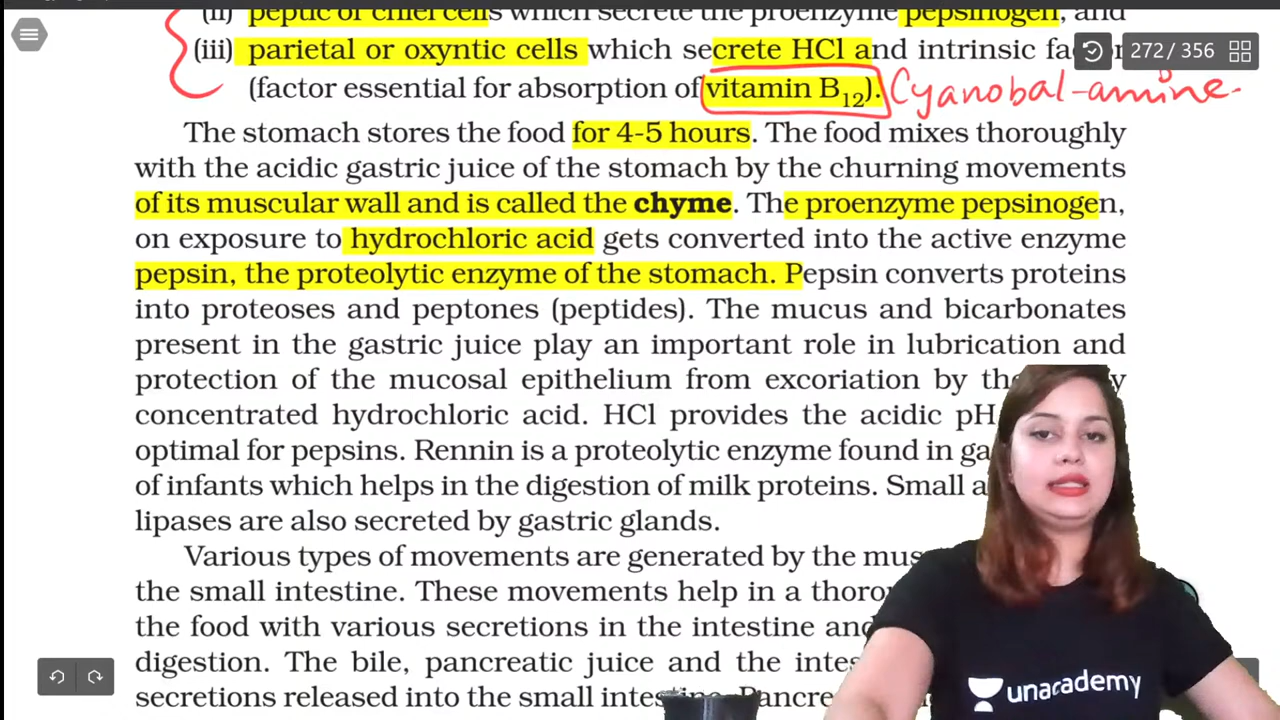 (ii) peptic or chief cells which secrete the proenzyme pepsinogen; and
(iii) parietal or oxyntic cells which secrete HCl and intrinsic
272 / 356
(factor essential for absorption of vitamin B12). Cyanobal-amine.
The stomach stores the food for 4-5 hours. The food mixes thoroughly
with the acidic gastric juice of the stomach by the churning movements
of its muscular wall and is called the chyme. The proenzyme pepsinogen,
on exposure to hydrochloric acid gets converted into the active enzyme
pepsin, the proteolytic enzyme of the stomach. Pepsin converts proteins
into proteoses and peptones (peptides). The mucus and bicarbonates
present in the gastric juice play an important role in lubrication and
protection of the mucosal epithelium from excoriation by the
concentrated hydrochloric acid. HCl provides the acidic pH
optimal for pepsins. Rennin is a proteolytic enzyme found in
of infants which helps in the digestion of milk proteins. Small
lipases are also secreted by gastric glands.
Various types of movements are generated by the
the small intestine. These movements help in a
the food with various secretions in the intestine and
digestion. The bile, pancreatic juice and the
secretions released into the small
unacademy